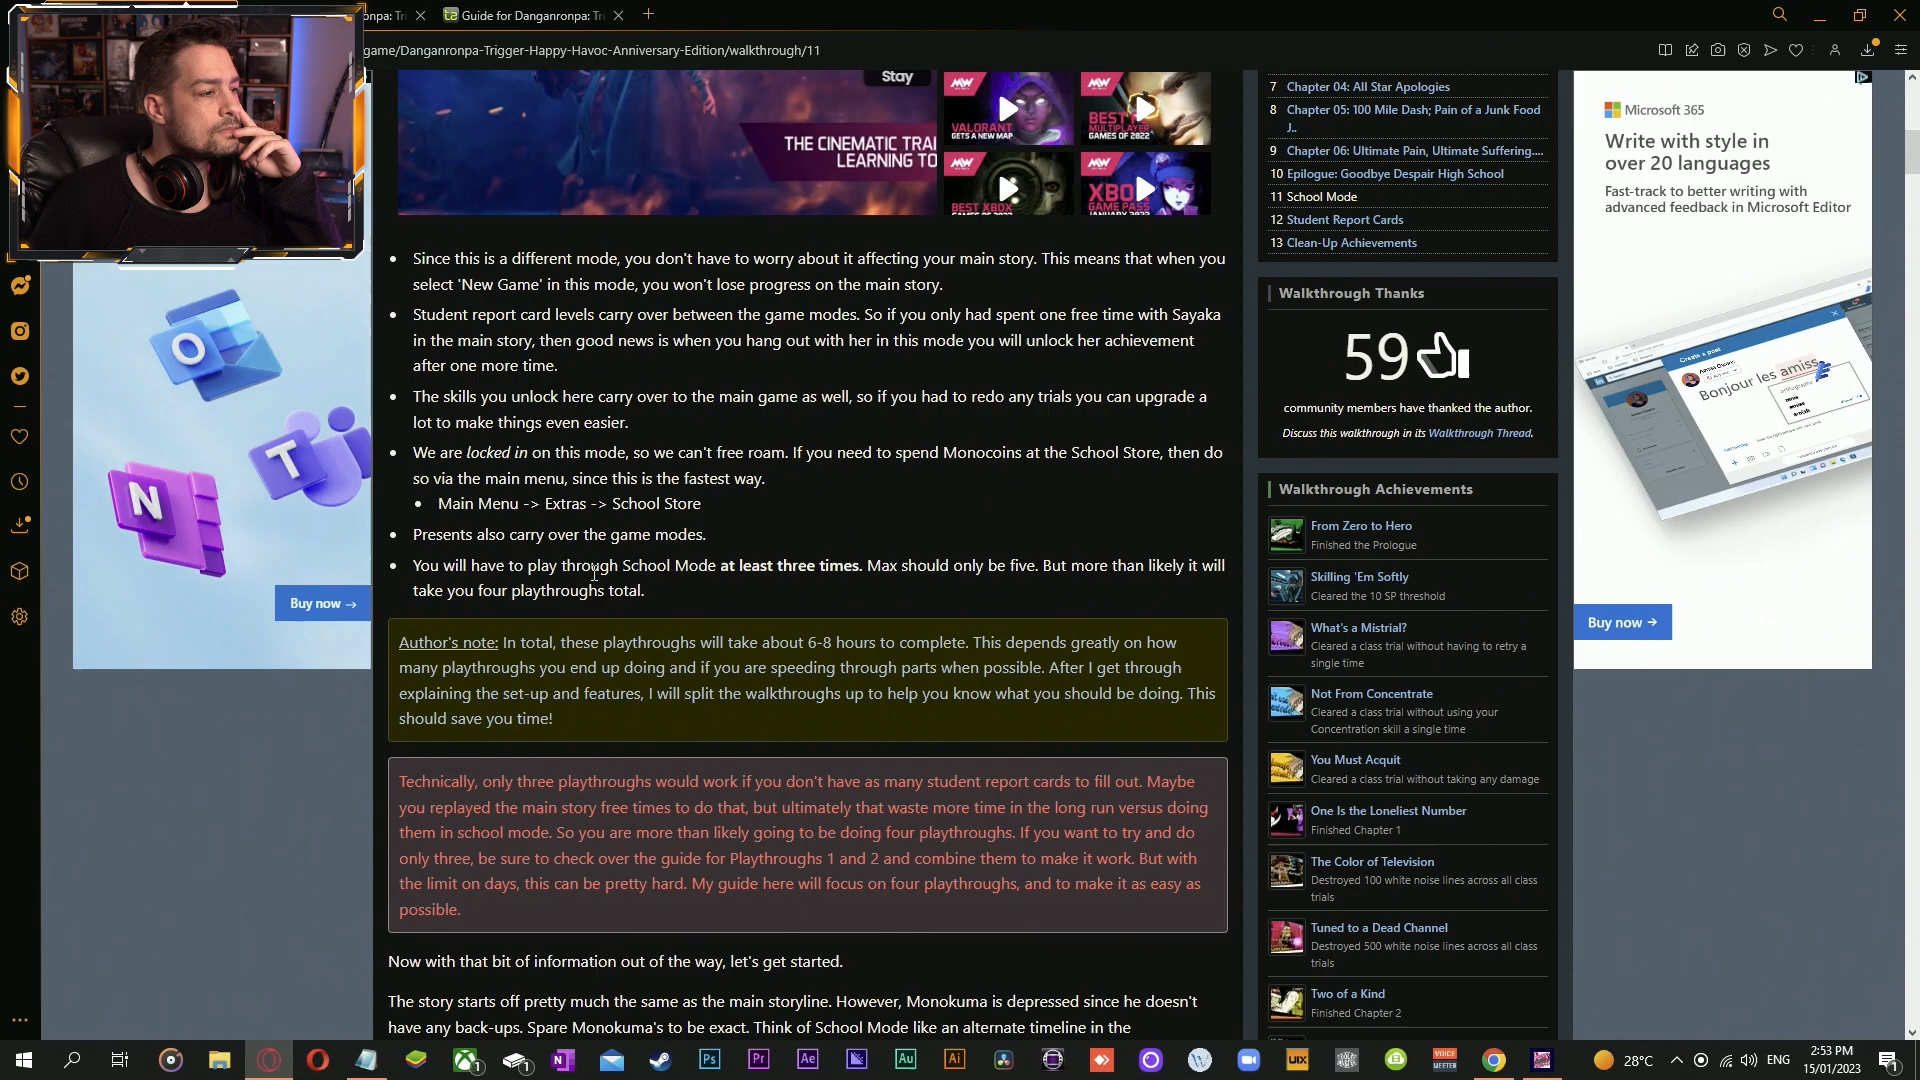 onpa: Tri
Guide for Danganronpa: Tri
game/Danganronpa-Trigger-Happy-Havoc-Anniversary-Edition/walkthrough/11
Stay
THE CINEMATIC TRAI
LEARNING TO
MW
VALORANT
GETS A NEW MAP
MW
MULTIPLAYER
GAMES OF 2022
MW
BEST XBOX
GAMES OF 2022
MW
XBOX
GAME PASS
JANUARY 2022
Since this is a different mode, you don't have to worry about it affecting your main story. This means that when you
select 'New Game' in this mode, you won't lose progress on the main story.
Student report card levels carry over between the game modes. So if you only had spent one free time with Sayaka
in the main story, then good news is when you hang out with her in this mode you will unlock her achievement
after one more time.
The skills you unlock here carry over to the main game as well, so if you had to redo any trials you can upgrade a
lot to make things even easier.
We are locked in on this mode, so we can't free roam. If you need to spend Monocoins at the School Store, then do
so via the main menu, since this is the fastest way.
Main Menu -> Extras -> School Store
Presents also carry over the game modes.
You will have to play through School Mode at least three times. Max should only be five. But more than likely it will
take you four playthroughs total.
Author's note: In total, these playthroughs will take about 6-8 hours to complete. This depends greatly on how
many playthroughs you end up doing and if you are speeding through parts when possible. After I get through
explaining the set-up and features, I will split the walkthroughs up to help you know what you should be doing. This
should save you time!
Technically, only three playthroughs would work if you don't have as many student report cards to fill out. Maybe
you replayed the main story free times to do that, but ultimately that waste more time in the long run versus doing
them in school mode. So you are more than likely going to be doing four playthroughs. If you want to try and do
only three, be sure to check over the guide for Playthroughs 1 and 2 and combine them to make it work. But with
the limit on days, this can be pretty hard. My guide here will focus on four playthroughs, and to make it as easy as
possible.
Now with that bit of information out of the way, let's get started.
The story starts off pretty much the same as the main storyline. However, Monokuma is depressed since he doesn't
have any back-ups. Spare Monokuma's to be exact. Think of School Mode like an alternate timeline in the
7 Chapter 04: All Star Apologies
8 Chapter 05: 100 Mile Dash; Pain of a Junk Food
J..
9 Chapter 06: Ultimate Pain, Ultimate Suffering....
10 Epilogue: Goodbye Despair High School
11 School Mode
12 Student Report Cards
13 Clean-Up Achievements
Walkthrough Thanks
59
community members have thanked the author.
Discuss this walkthrough in its Walkthrough Thread.
Walkthrough Achievements
From Zero to Hero
Finished the Prologue
Skilling 'Em Softly
Cleared the 10 SP threshold
What's a Mistrial?
Cleared a class trial without having to retry a
single time
Not From Concentrate
Cleared a class trial without using your
Concentration skill a single time
You Must Acquit
Cleared a class trial without taking any damage
One Is the Loneliest Number
Finished Chapter 1
The Color of Television
Destroyed 100 white noise lines across all class
trials
Tuned to a Dead Channel
Destroyed 500 white noise lines across all class
trials
Two of a Kind
Finished Chapter 2
Microsoft 365
Write with style in
over 20 languages
Fast-track to better writing with
advanced feedback in Microsoft Editor
Create a post
Bonjour les amiss
Buy now →
O
T
N
Buy now →
Ps
Pr
Ae
Au
Ai
UIX
VOICE
MEETER
28°C
ENG
2:53 PM
15/01/2023